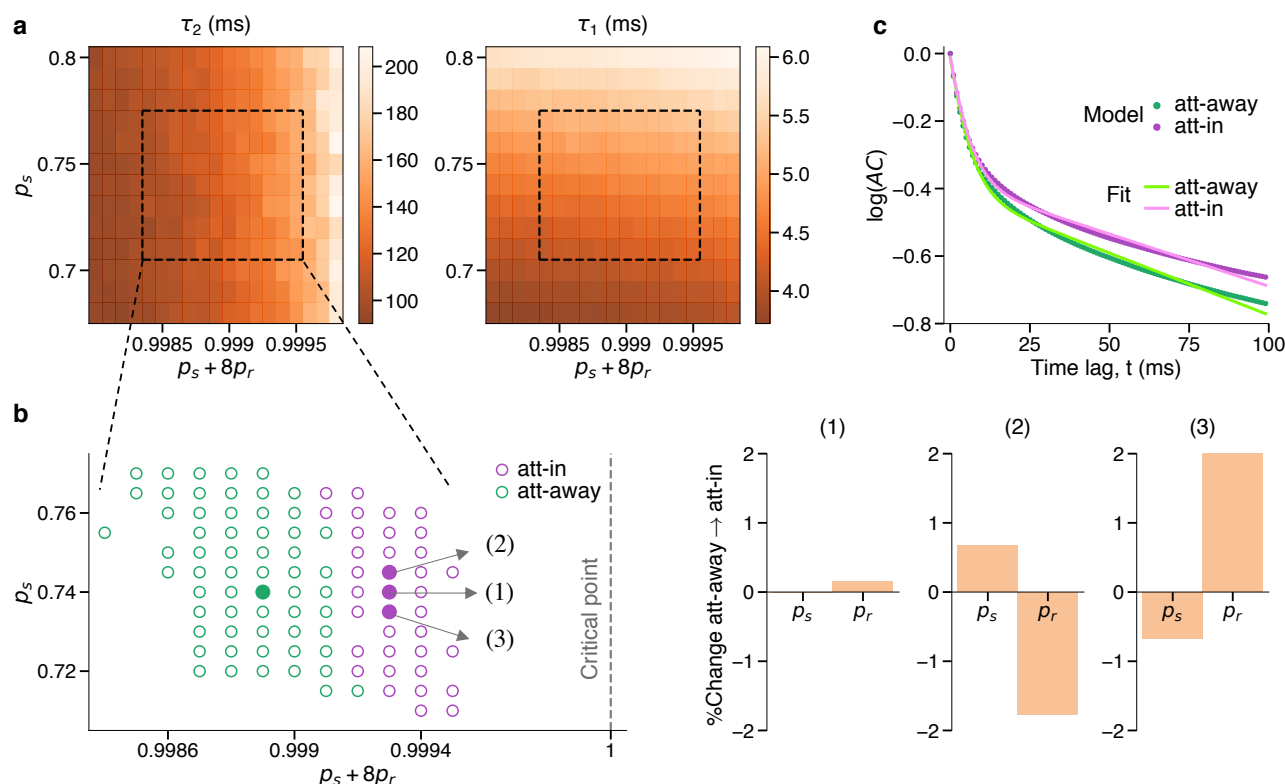 a
τ2 (ms)
τ1 (ms)
0.8
0.75
0.7
ps
0.9985 0.999 0.9995
ps + 8pr
200
180
160
140
120
100
0.8
0.75
0.7
0.9985 0.999 0.9995
ps + 8pr
6.0
5.5
5.0
4.5
4.0
c
0.0
−0.2
−0.4
−0.6
−0.8
log(AC)
Model
att-away
att-in
Fit
att-away
att-in
0 25 50 75 100
Time lag, t (ms)
b
att-in
att-away
0.76
0.74
0.72
ps
(2)
(1)
(3)
Critical point
0.9986 0.999 0.9994 1
ps + 8pr
%Change att-away → att-in
(1)
2
1
0
−1
−2
ps pr
(2)
2
1
0
−1
−2
ps pr
(3)
2
1
0
−1
−2
ps pr